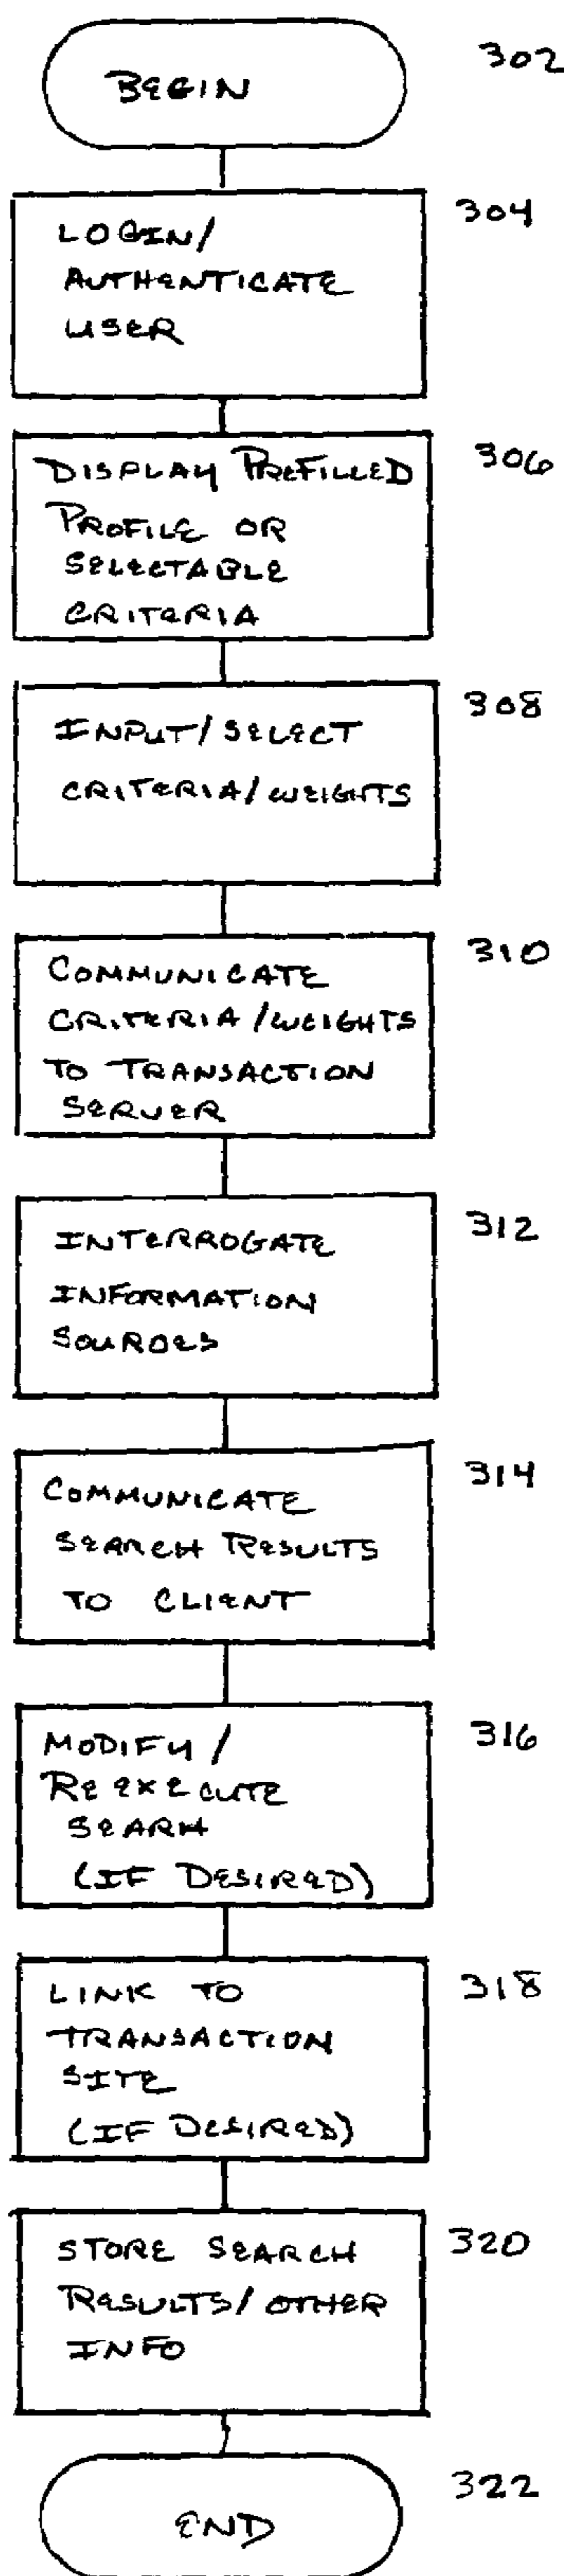 BEGIN
302
LOGIN/
AUTHENTICATE
USER
304
DISPLAY PREFILLED
PROFILE OR
SELECTABLE
CRITERIA
306
INPUT/SELECT
CRITERIA/WEIGHTS
308
COMMUNICATE
CRITERIA/WEIGHTS
TO TRANSACTION
SERVER
310
INTERROGATE
INFORMATION
SOURCES
312
COMMUNICATE
SEARCH RESULTS
TO CLIENT
314
MODIFY/
REEXECUTE
SEARH
(IF DESIRED)
316
LINK TO
TRANSACTION
SITE
(IF DESIRED)
318
STORE SEARCH
RESULTS/OTHER
INFO
320
END
322